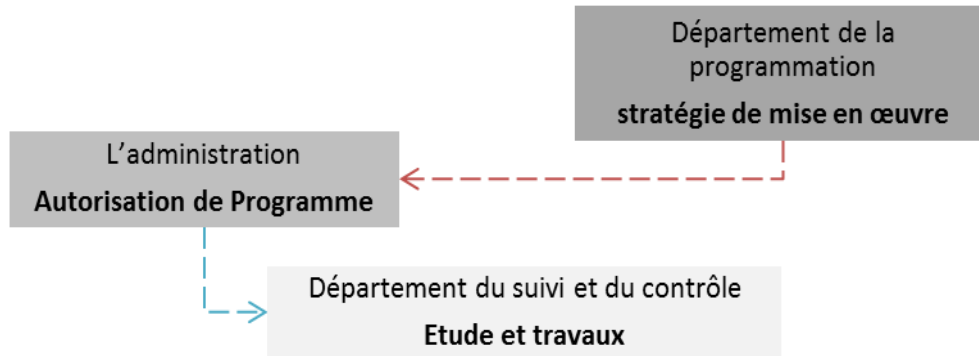 Département de la
programmation
stratégie de mise en œuvre
L’administration
Autorisation de Programme
Département du suivi et du contrôle
Etude et travaux